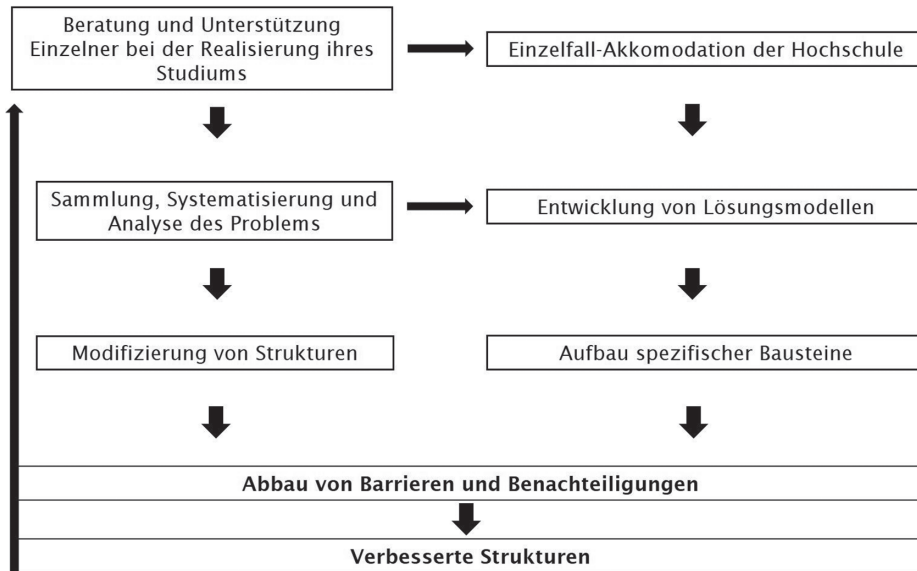 Beratung und Unterstützung
Einzelner bei der Realisierung ihres
Studiums
Einzelfall-Akkomodation der Hochschule
Sammlung, Systematisierung und
Analyse des Problems
Entwicklung von Lösungsmodellen
Modifizierung von Strukturen
Aufbau spezifischer Bausteine
Abbau von Barrieren und Benachteiligungen
Verbesserte Strukturen